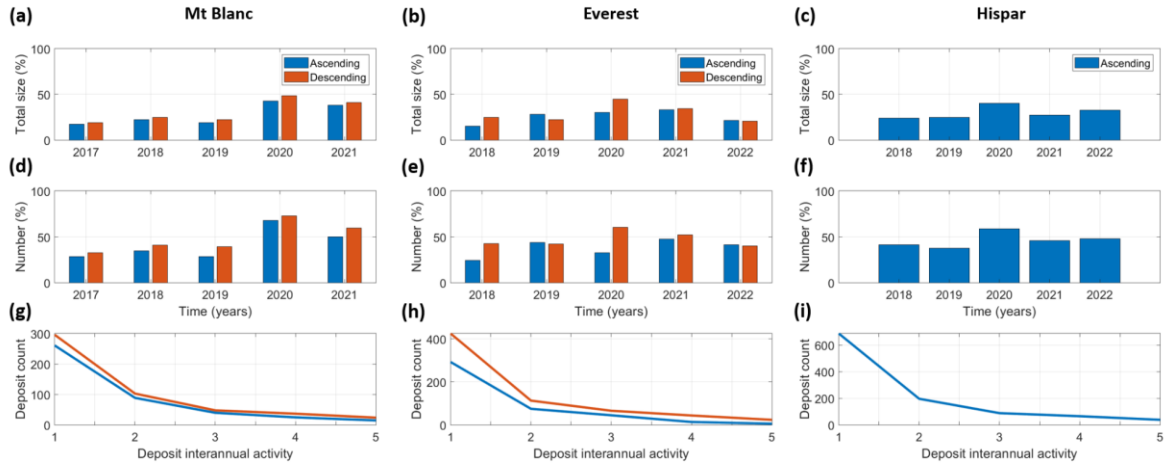 (a) Mt Blanc (b) Everest (c) Hispar
100 100 100
Total size (%) Ascending Descending Total size (%) Ascending Descending Total size (%) Ascending
50 50 50
0 0 0
2017 2018 2019 2020 2021 2018 2019 2020 2021 2022 2018 2019 2020 2021 2022
(d) (e) (f)
100 100 100
Number (%) Number (%) Number (%)
50 50 50
0 0 0
2017 2018 2019 2020 2021 2018 2019 2020 2021 2022 2018 2019 2020 2021 2022
Time (years) Time (years) Time (years)
(g) (h) (i)
300 400 600
Deposit count Deposit count Deposit count
200 200 400
100 200
0 0 0
1 2 3 4 5 1 2 3 4 5 1 2 3 4 5
Deposit interannual activity Deposit interannual activity Deposit interannual activity